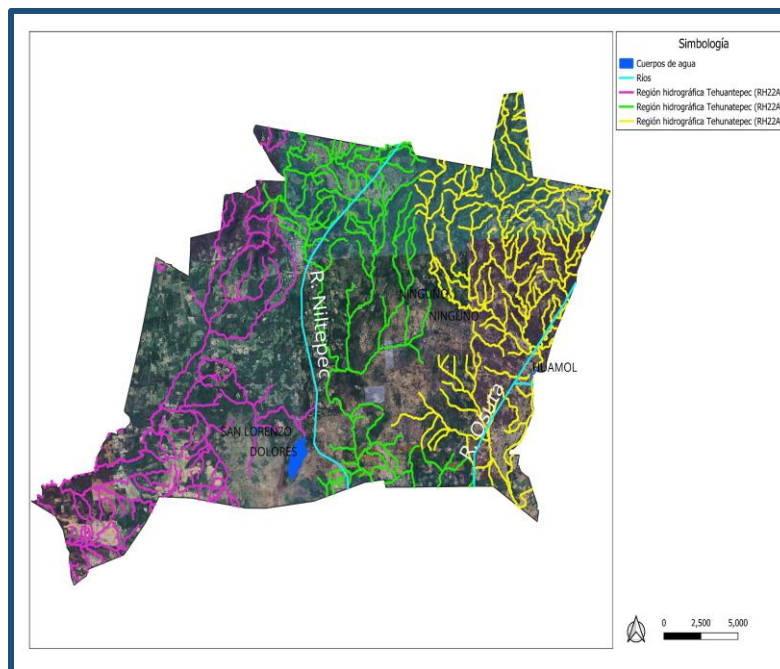 Simbología
Cuerpos de agua
Ríos
Región hidrográfica Tehuantepec (RH22A
Región hidrográfica Tehunatepec (RH22A
Región hidrográfica Tehunatepec (RH22A
R. Niltepec
NINGUNO
NINGUNO
HUAMOL
R. Ostuta
SAN LORENZO
DOLORES
0 2,500 5,000